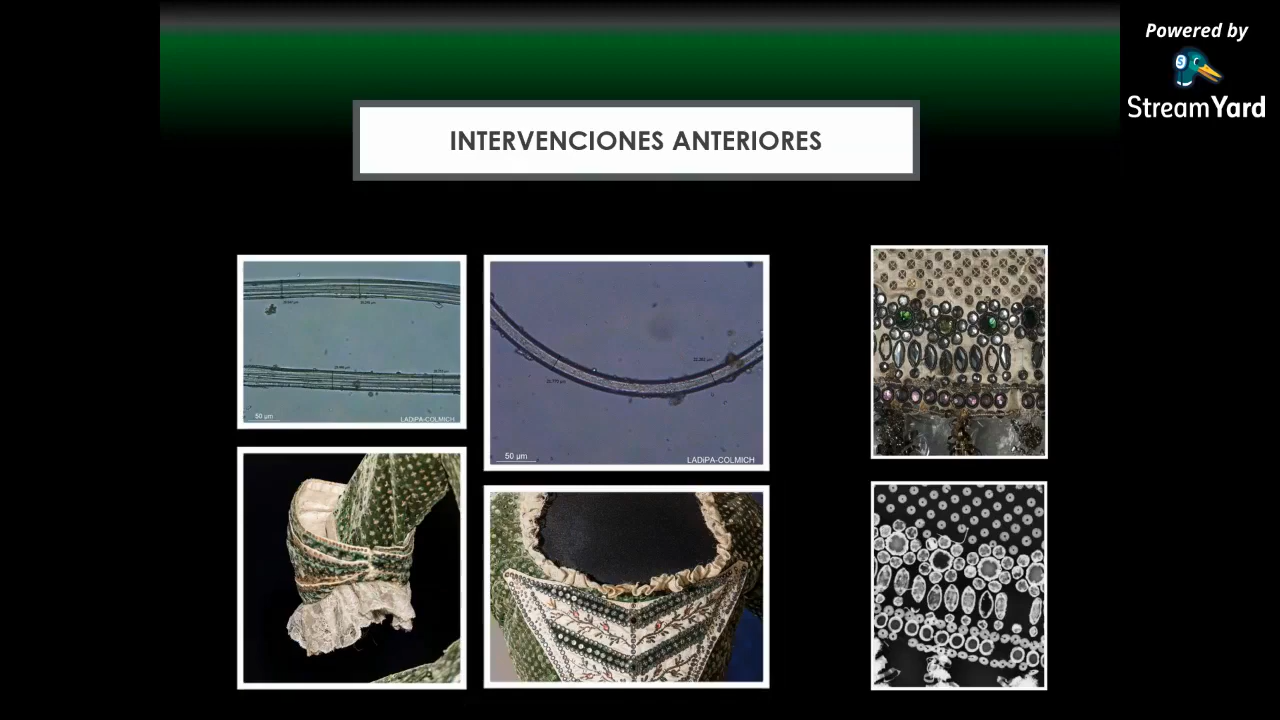 Powered by
StreamYard
INTERVENCIONES ANTERIORES
50 µm
LADiPA-COLMICH
50 µm
LADiPA-COLMICH